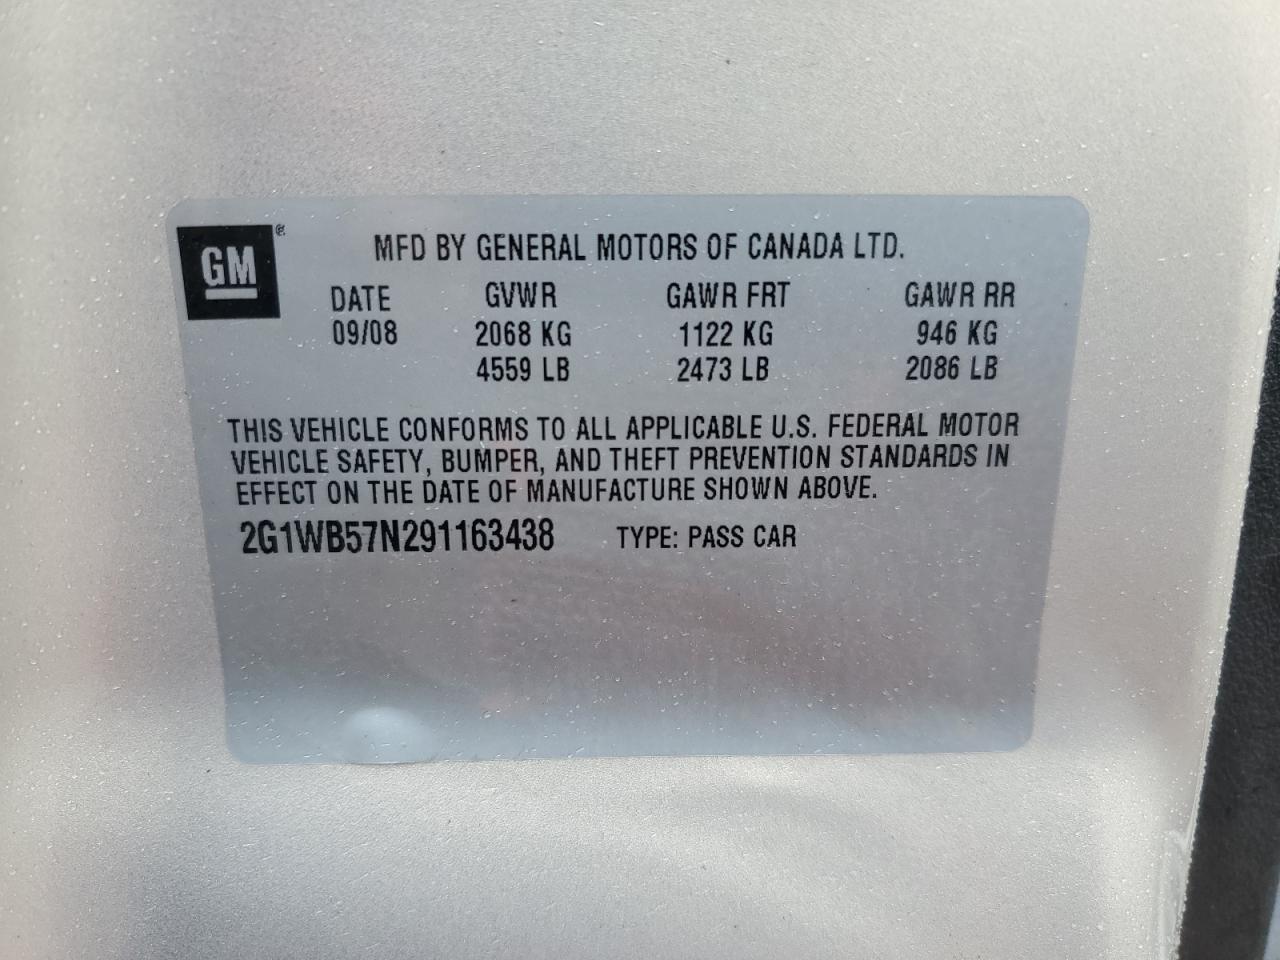 GM®
MFD BY GENERAL MOTORS OF CANADA LTD.
DATE GVWR GAWR FRT GAWR RR
09/08 2068 KG 1122 KG 946 KG
4559 LB 2473 LB 2086 LB
THIS VEHICLE CONFORMS TO ALL APPLICABLE U.S. FEDERAL MOTOR
VEHICLE SAFETY, BUMPER, AND THEFT PREVENTION STANDARDS IN
EFFECT ON THE DATE OF MANUFACTURE SHOWN ABOVE.
2G1WB57N291163438 TYPE: PASS CAR